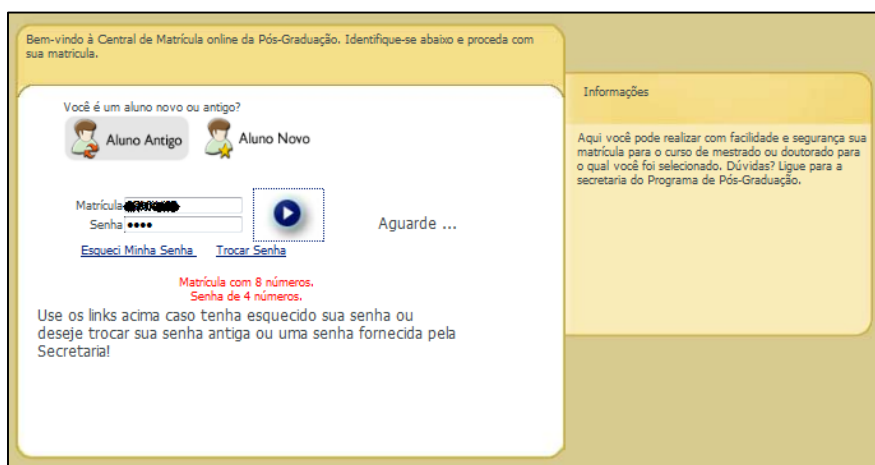 Bem-vindo à Central de Matrícula online da Pós-Graduação. Identifique-se abaixo e proceda com
sua matricula.
Você é um aluno novo ou antigo?
Aluno Antigo
Aluno Novo
Matrícula
Senha ••••
Aguarde ...
Esqueci Minha Senha
Trocar Senha
Matrícula com 8 números.
Senha de 4 números.
Use os links acima caso tenha esquecido sua senha ou
deseje trocar sua senha antiga ou uma senha fornecida pela
Secretaria!
Informações
Aqui você pode realizar com facilidade e segurança sua
matrícula para o curso de mestrado ou doutorado para
o qual você foi selecionado. Dúvidas? Ligue para a
secretaria do Programa de Pós-Graduação.